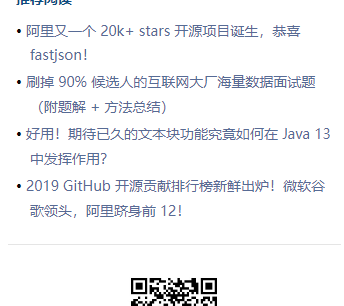 推荐阅读
• 阿里又一个 20k+ stars 开源项目诞生，恭喜
fastjson！
• 刷掉 90% 候选人的互联网大厂海量数据面试题
（附题解 + 方法总结）
• 好用！期待已久的文本块功能究竟如何在 Java 13
中发挥作用？
• 2019 GitHub 开源贡献排行榜新鲜出炉！微软谷
歌领头，阿里跻身前 12！